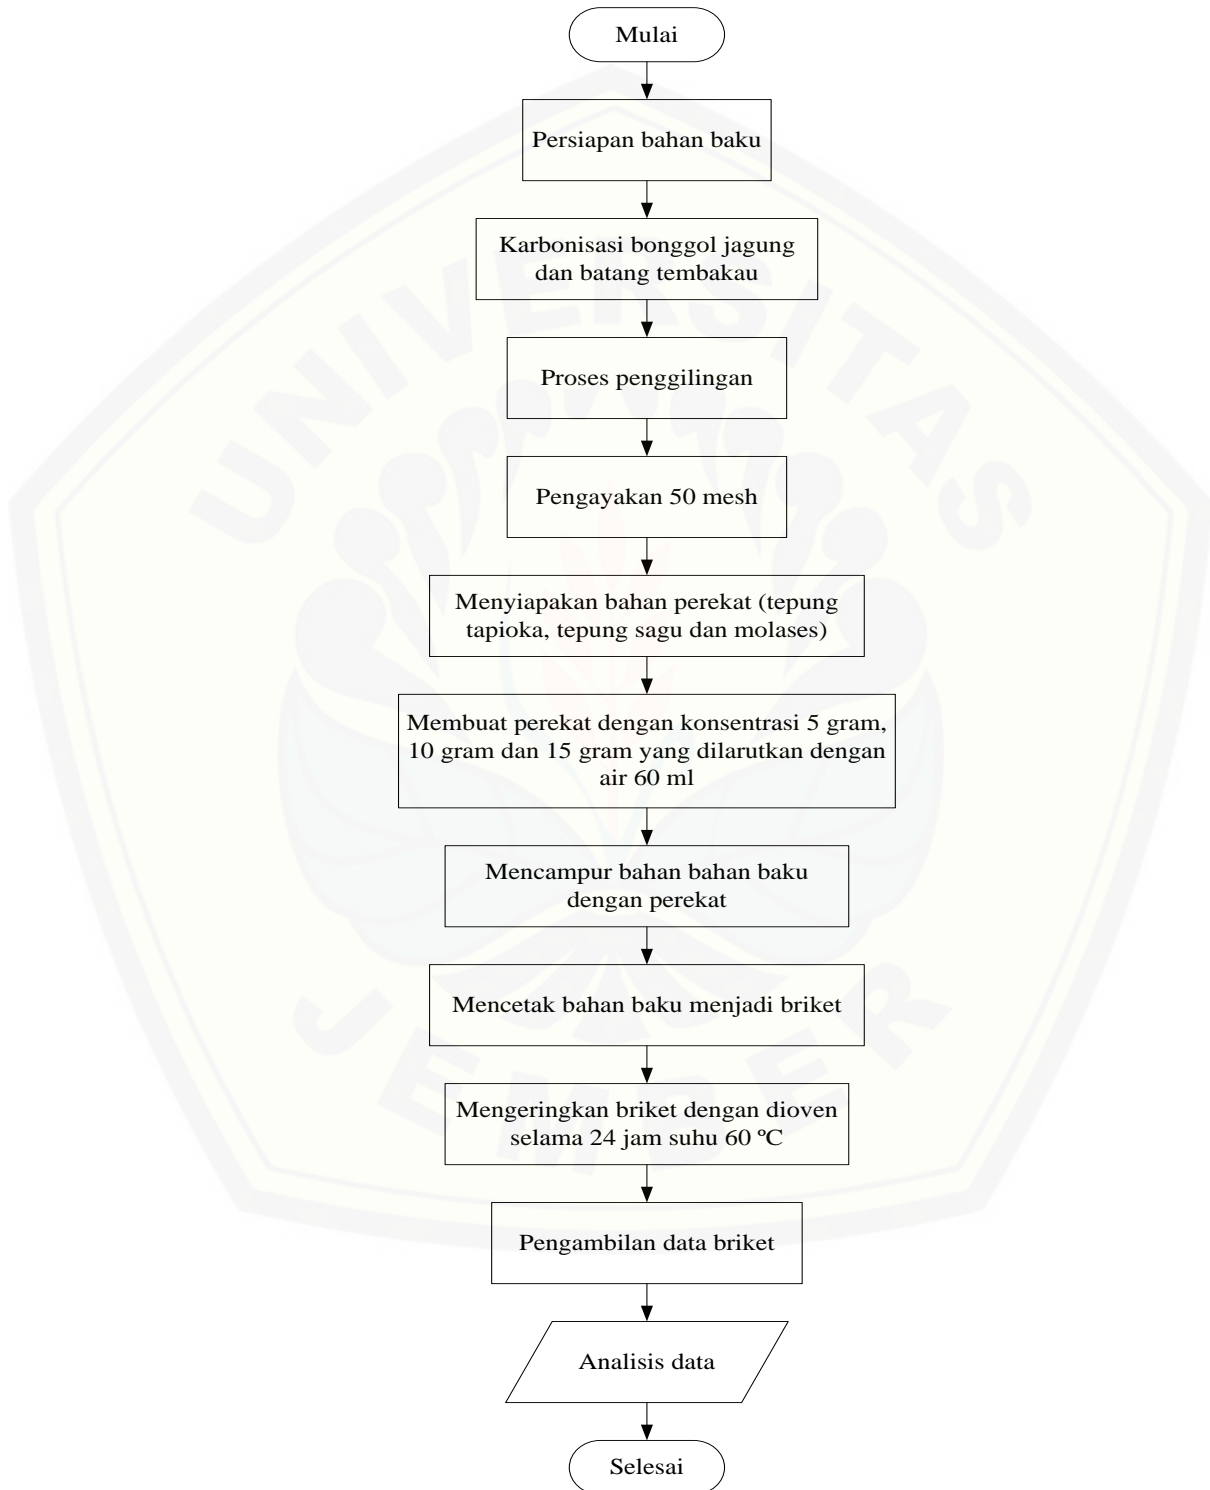 Mulai
Persiapan bahan baku
Karbonisasi bonggol jagung
dan batang tembakau
Proses penggilingan
Pengayakan 50 mesh
Menyiapakan bahan perekat (tepung
tapioka, tepung sagu dan molases)
Membuat perekat dengan konsentrasi 5 gram,
10 gram dan 15 gram yang dilarutkan dengan
air 60 ml
Mencampur bahan bahan baku
dengan perekat
Mencetak bahan baku menjadi briket
Mengeringkan briket dengan dioven
selama 24 jam suhu 60 ºC
Pengambilan data briket
Analisis data
Selesai
UNIVERSITAS
JEMBER